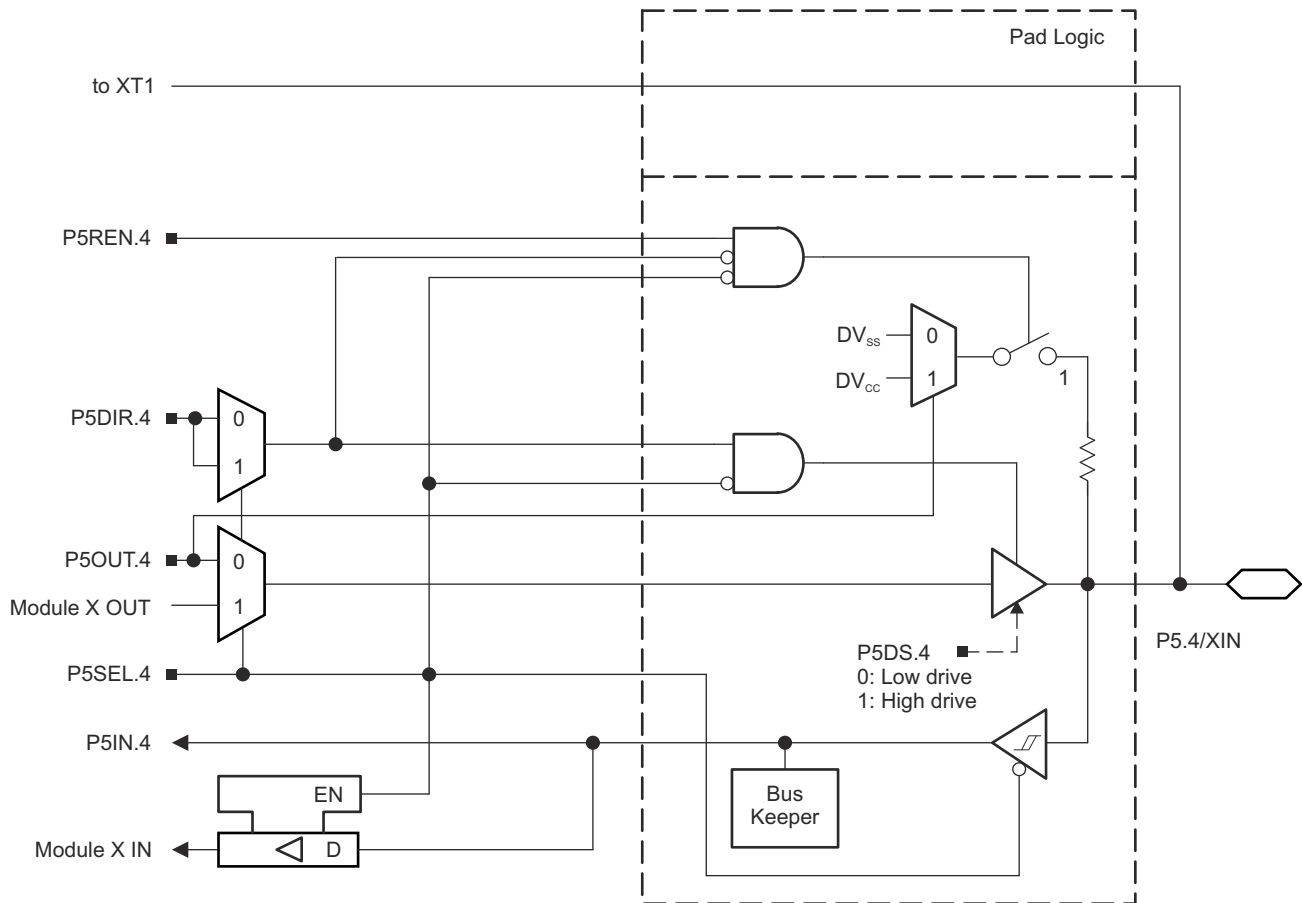 Pad Logic
to XT1
P5REN.4
DVSS
0
DVCC
1
1
P5DIR.4
0
1
P5OUT.4
0
Module X OUT
1
P5DS.4
0: Low drive
1: High drive
P5.4/XIN
P5SEL.4
P5IN.4
EN
Bus
Keeper
Module X IN
D